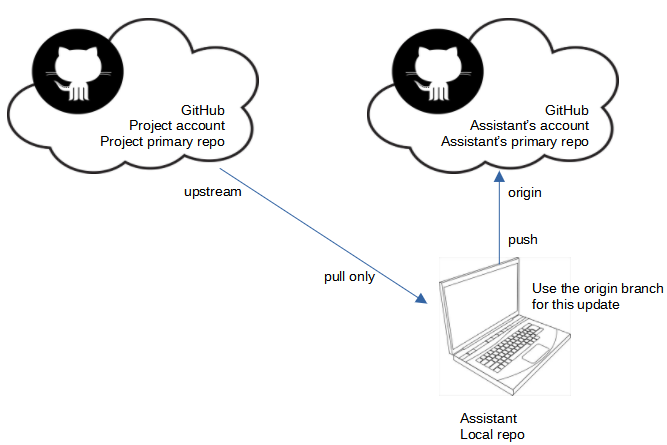 GitHub
Project account
Project primary repo
GitHub
Assistant's account
Assistant's primary repo
upstream
origin
push
pull only
Use the origin branch
for this update
Assistant
Local repo